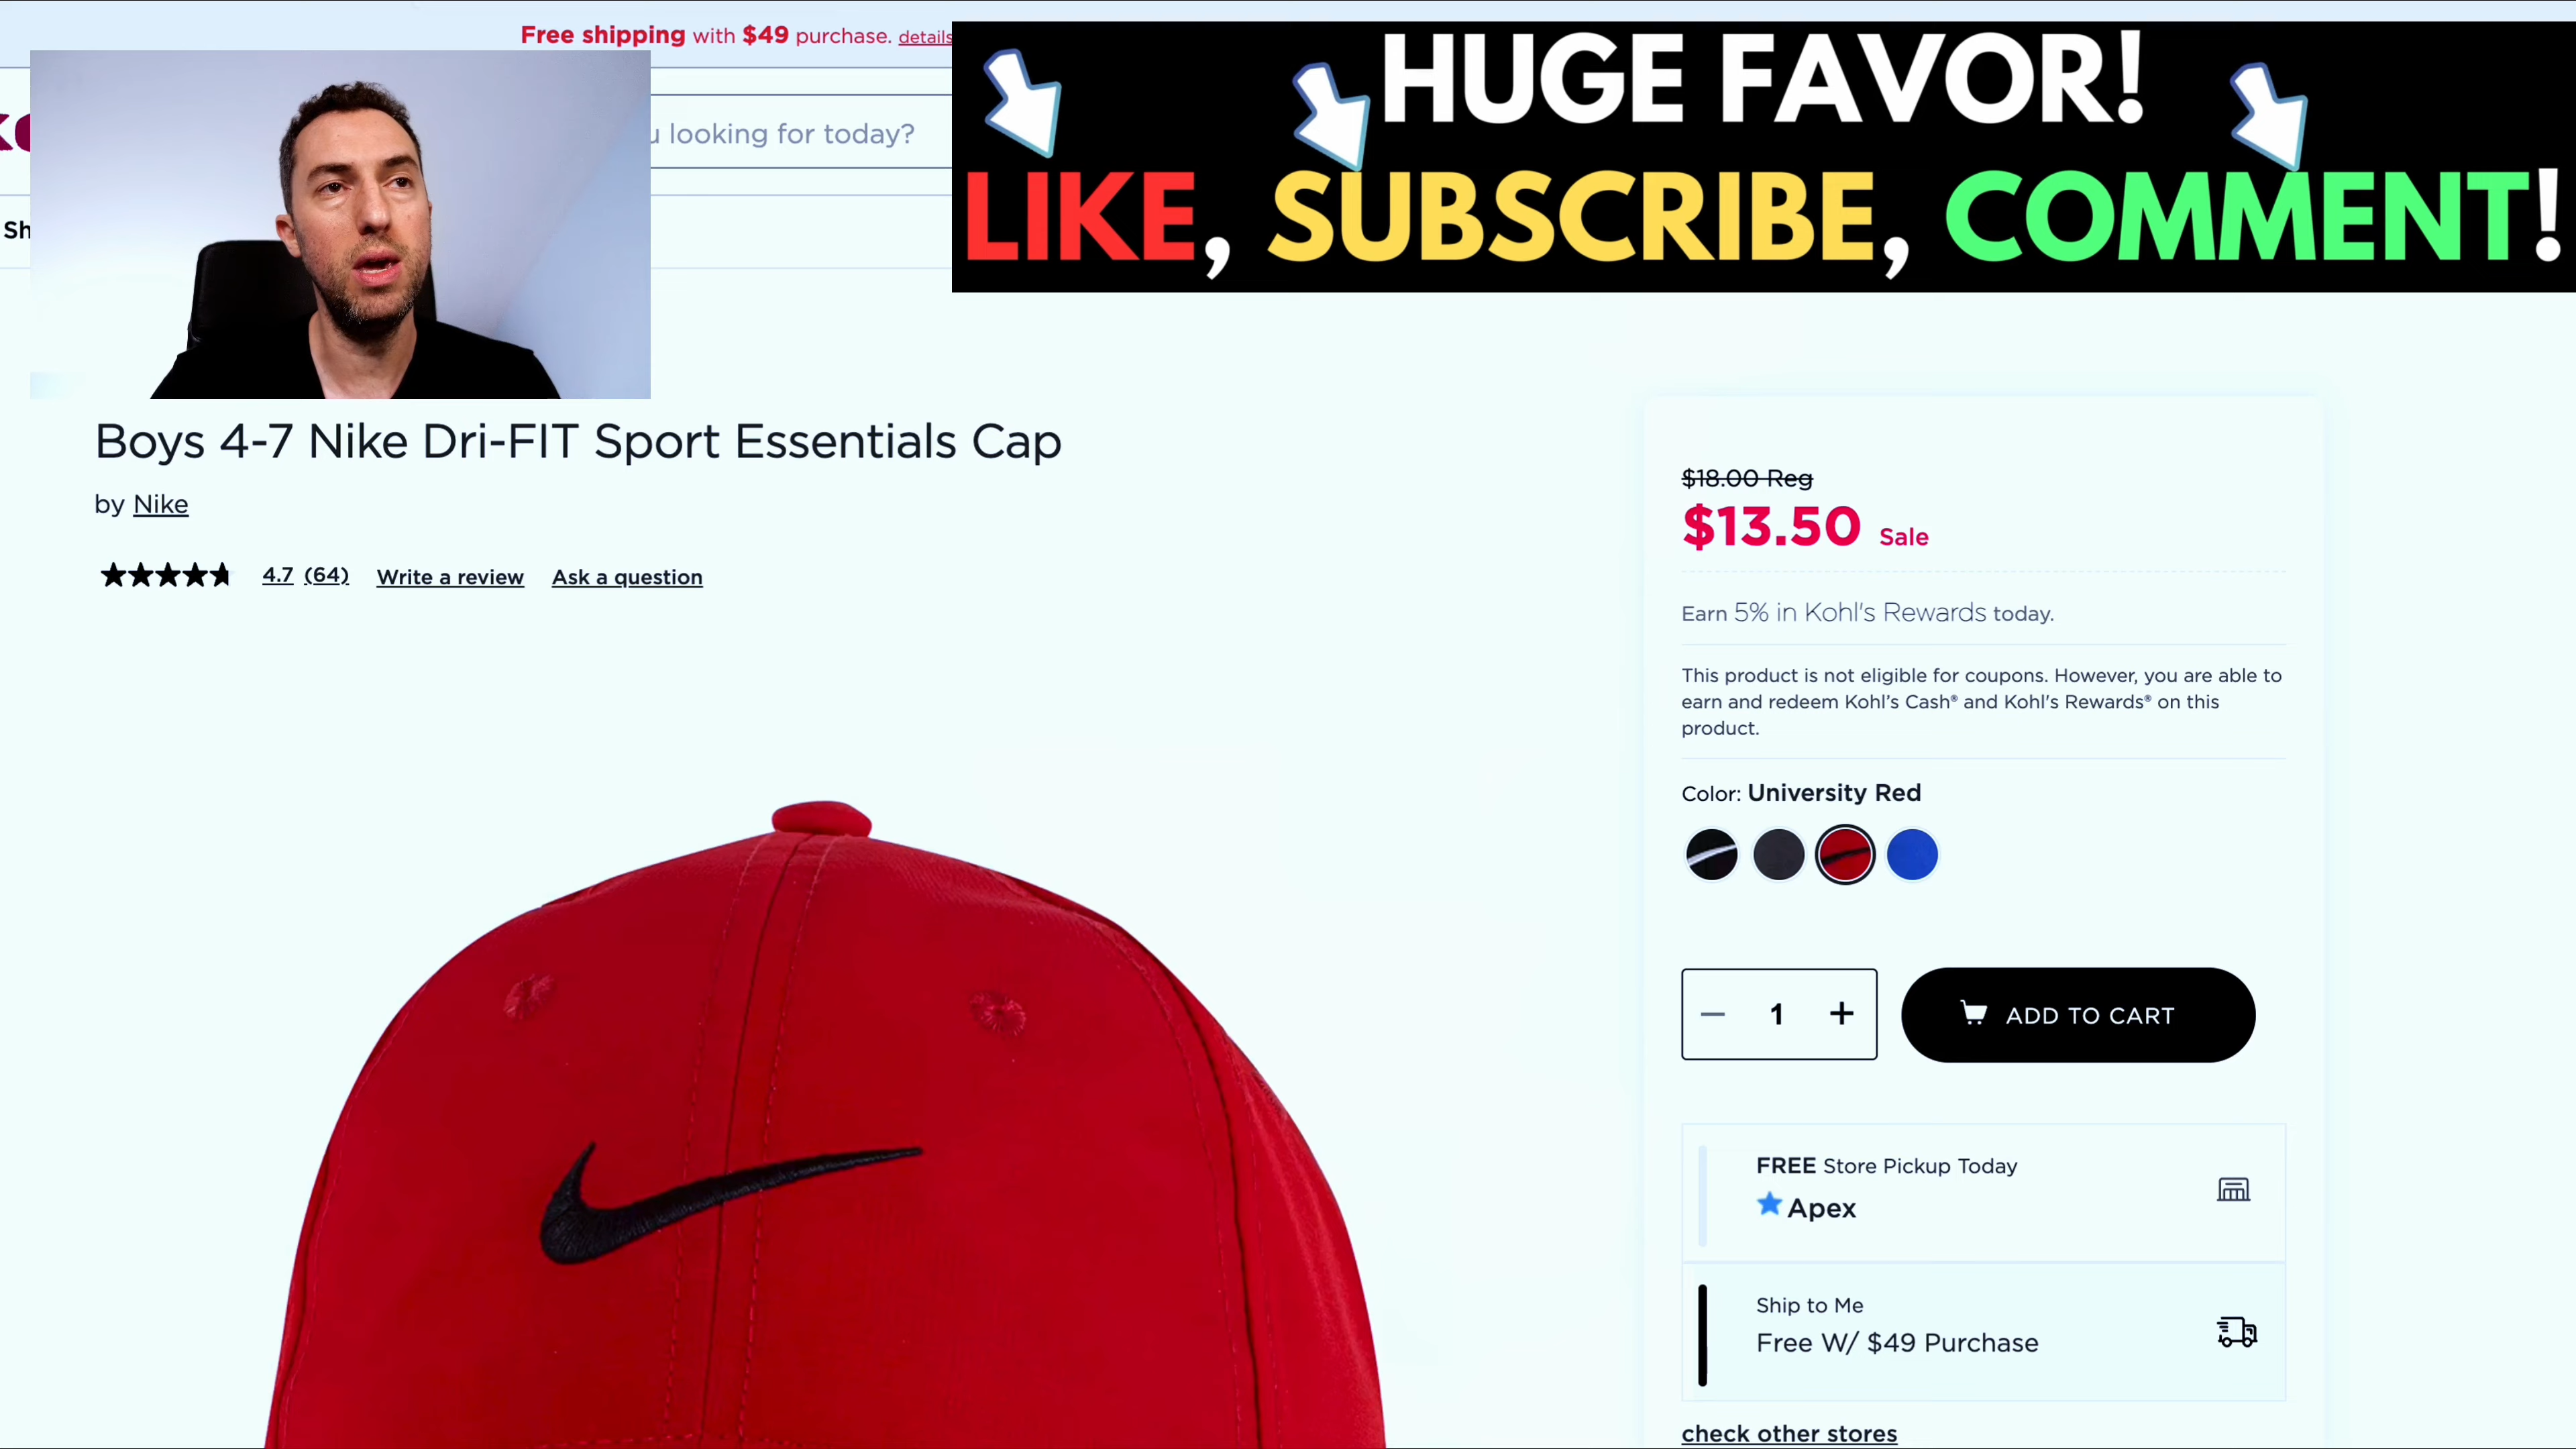 Free shipping with $49 purchase. details
HUGE FAVOR!
LIKE, SUBSCRIBE, COMMENT!
looking for today?
Boys 4-7 Nike Dri-FIT Sport Essentials Cap
by Nike
4.7 (64) Write a review Ask a question
$18.00 Reg
$13.50 Sale
Earn 5% in Kohl's Rewards today.
This product is not eligible for coupons. However, you are able to
earn and redeem Kohl's Cash® and Kohl's Rewards® on this
product.
Color: University Red
− 1 +
ADD TO CART
FREE Store Pickup Today
Apex
Ship to Me
Free W/ $49 Purchase
check other stores